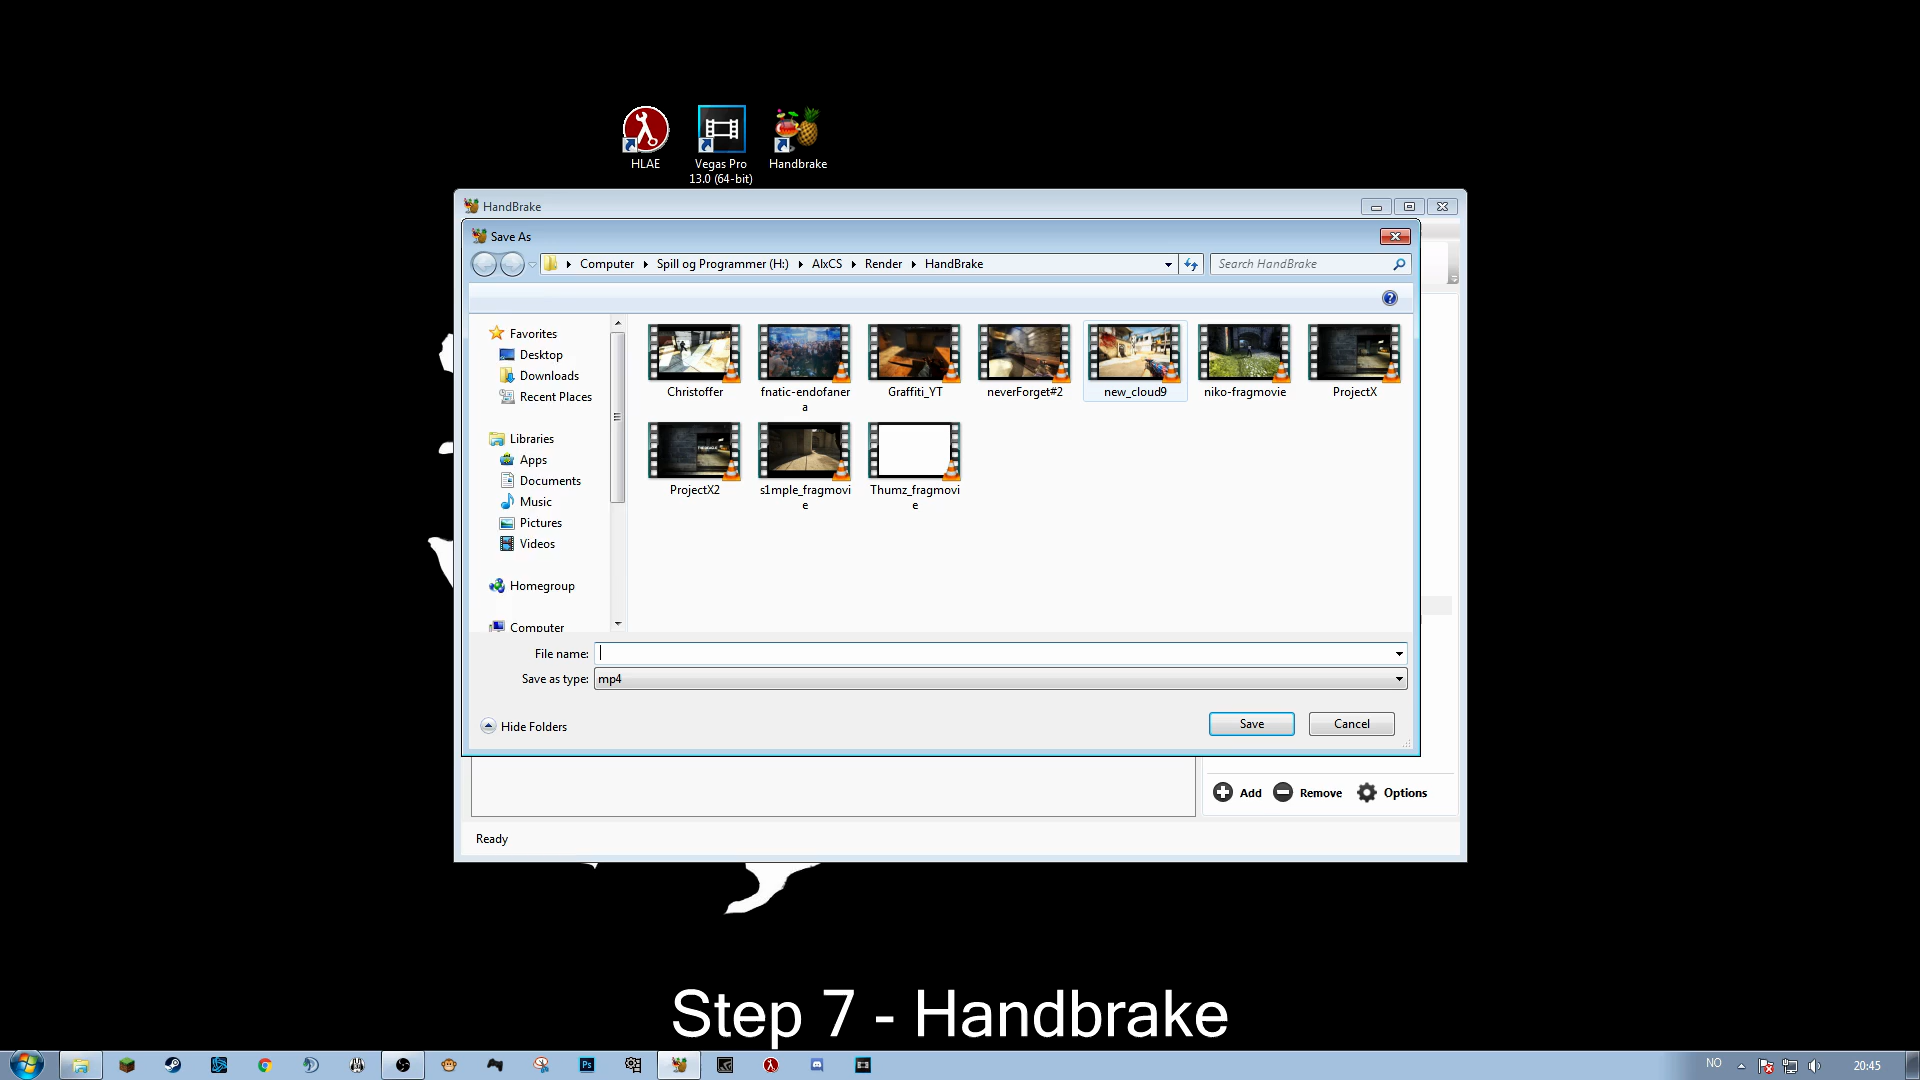 HLAE
Vegas Pro
13.0 (64-bit)
Handbrake
HandBrake
Save As
Computer
Spill og Programmer (H:)
AlxCS
Render
HandBrake
Search HandBrake
Favorites
Desktop
Downloads
Recent Places
Libraries
Apps
Documents
Music
Pictures
Videos
Homegroup
Computer
Christoffer
fnatic-endofaner
a
Graffiti_YT
neverForget#2
new_cloud9
niko-fragmovie
ProjectX
ProjectX2
s1mple_fragmovi
e
Thumz_fragmovi
e
File name:
Save as type: mp4
Hide Folders
Save
Cancel
Add
Remove
Options
Ready
Step 7 - Handbrake
Ps
NO
20:45